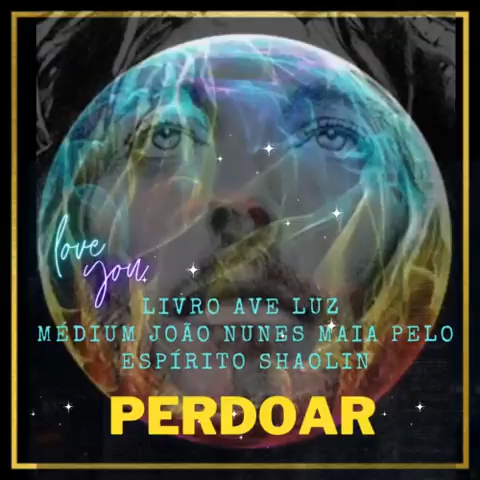 love
you
LIVRO AVE LUZ
MÉDIUM JOÃO NUNES MAIA PELO
ESPÍRITO SHAOLIN
PERDOAR